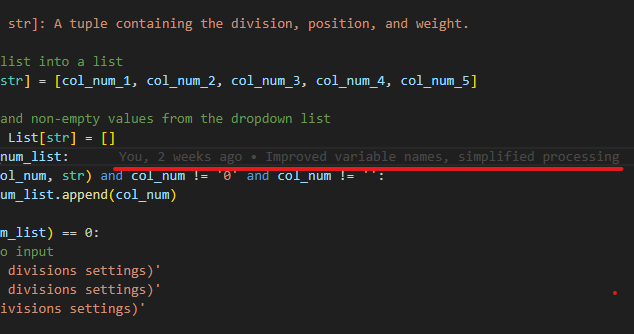 str]: A tuple containing the division, position, and weight.
list into a list
str] = [col_num_1, col_num_2, col_num_3, col_num_4, col_num_5]
and non-empty values from the dropdown list
List[str] = []
num_list: You, 2 weeks ago • Improved variable names, simplified processing
ol_num, str) and col_num != '0' and col_num != '':
um_list.append(col_num)
m_list) == 0:
o input
divisions settings)'
divisions settings)'
ivisions settings)'